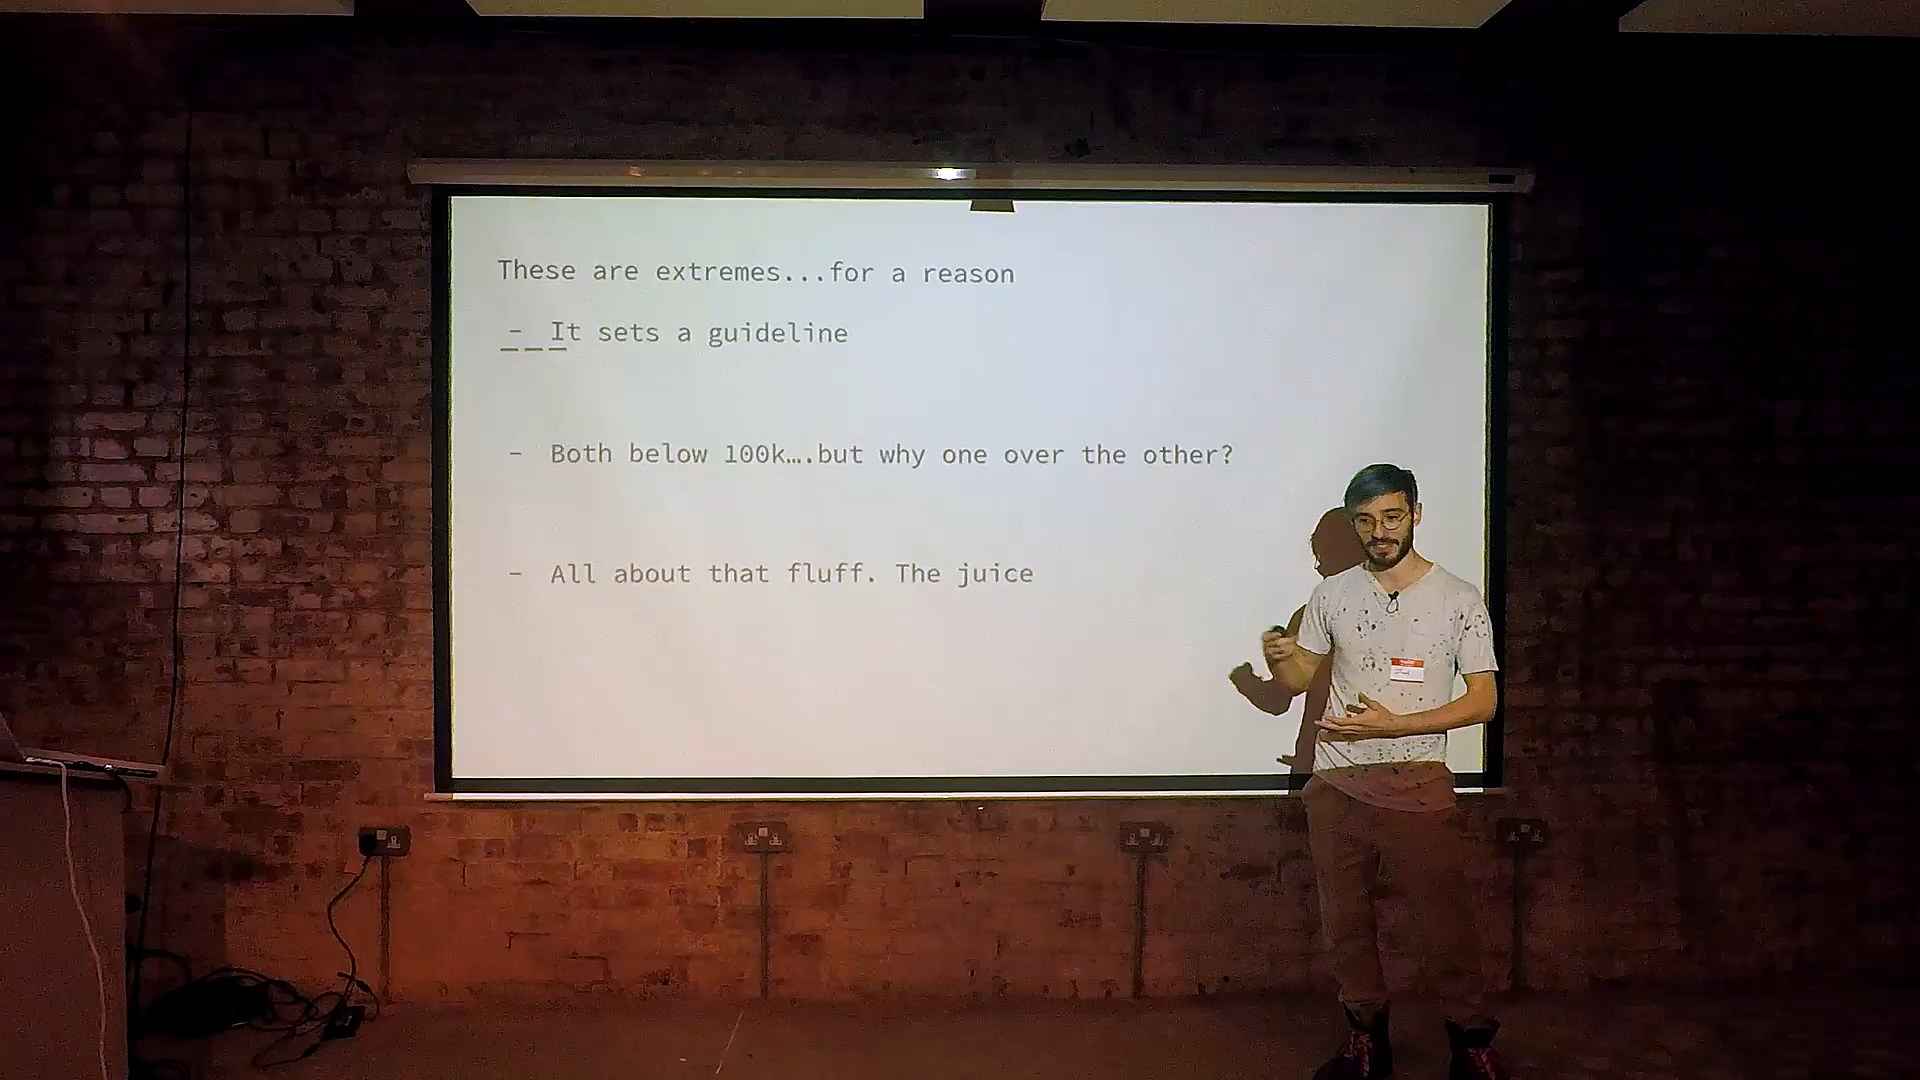 These are extremes...for a reason
- It sets a guideline
- Both below 100k….but why one over the other?
- All about that fluff. The juice